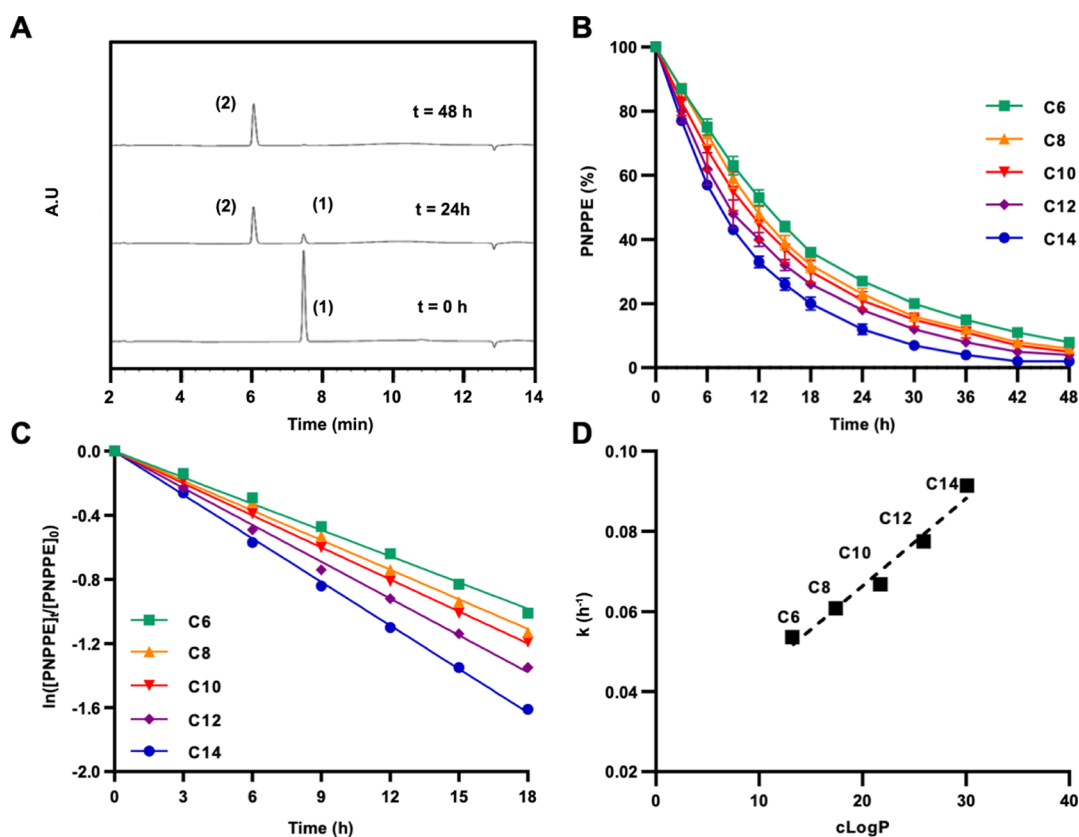 A
(2)
t = 48 h
(2)
(1)
t = 24h
(1)
t = 0 h
A.U
2
4
6
8
10
12
14
Time (min)
B
100
80
60
40
20
0
PNPPE (%)
C6
C8
C10
C12
C14
0
6
12
18
24
30
36
42
48
Time (h)
C
0.0
-0.4
-0.8
-1.2
-1.6
-2.0
ln([PNPPE]t/[PNPPE]0)
C6
C8
C10
C12
C14
0
3
6
9
12
15
18
Time (h)
D
0.10
0.08
0.06
0.04
0.02
k (h-1)
C14
C12
C10
C8
C6
0
10
20
30
40
cLogP